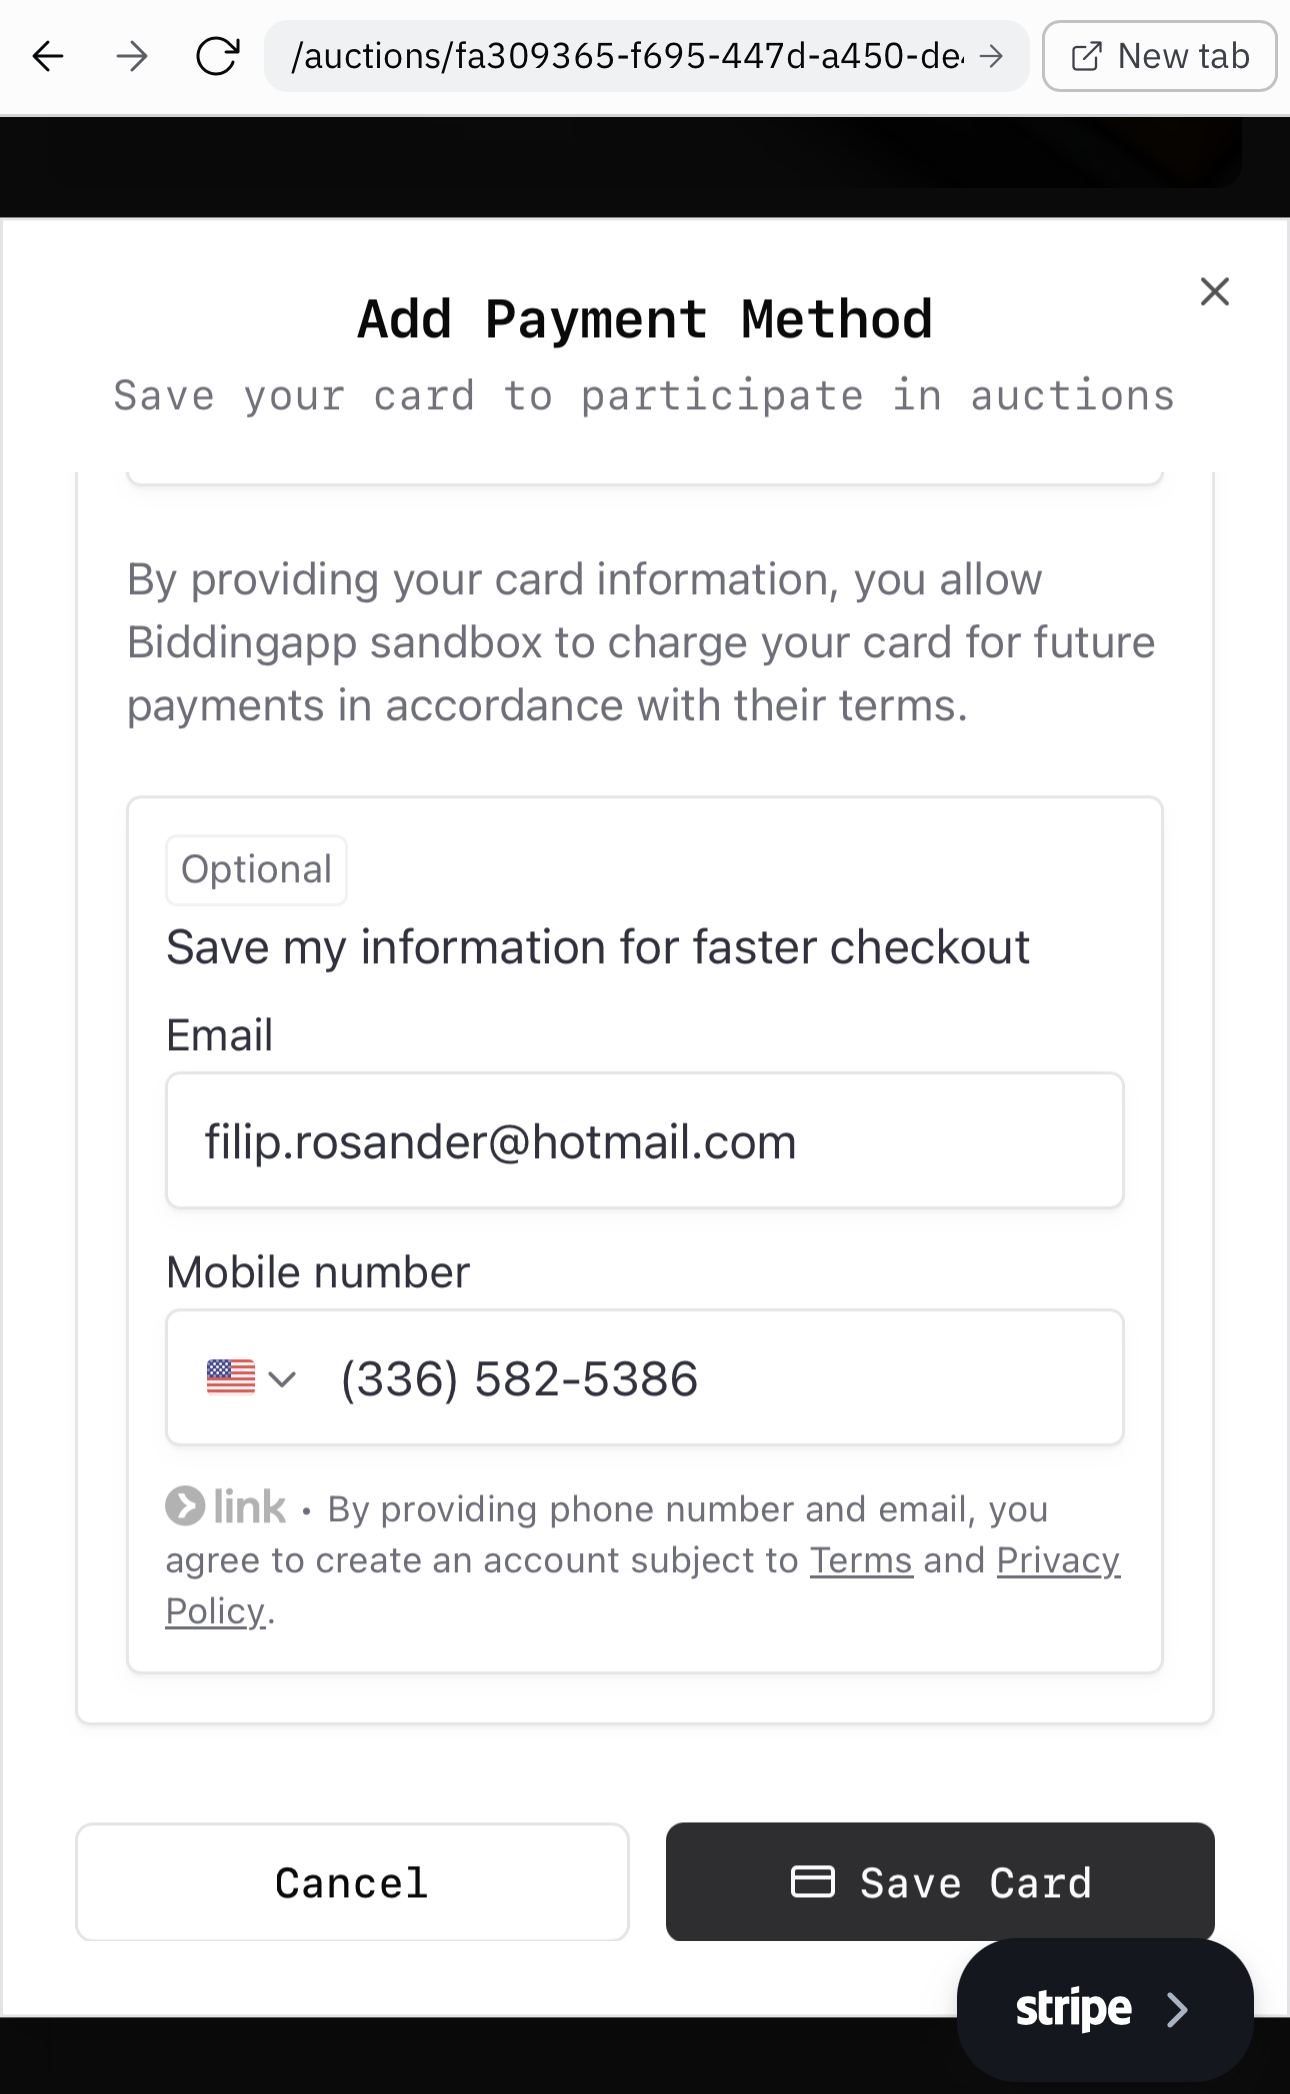 /auctions/fa309365-f695-447d-a450-de
New tab
Add Payment Method
Save your card to participate in auctions
By providing your card information, you allow
Biddingapp sandbox to charge your card for future
payments in accordance with their terms.
Optional
Save my information for faster checkout
Email
filip.rosander@hotmail.com
Mobile number
(336) 582-5386
link • By providing phone number and email, you
agree to create an account subject to Terms and Privacy
Policy.
Cancel
Save Card
stripe